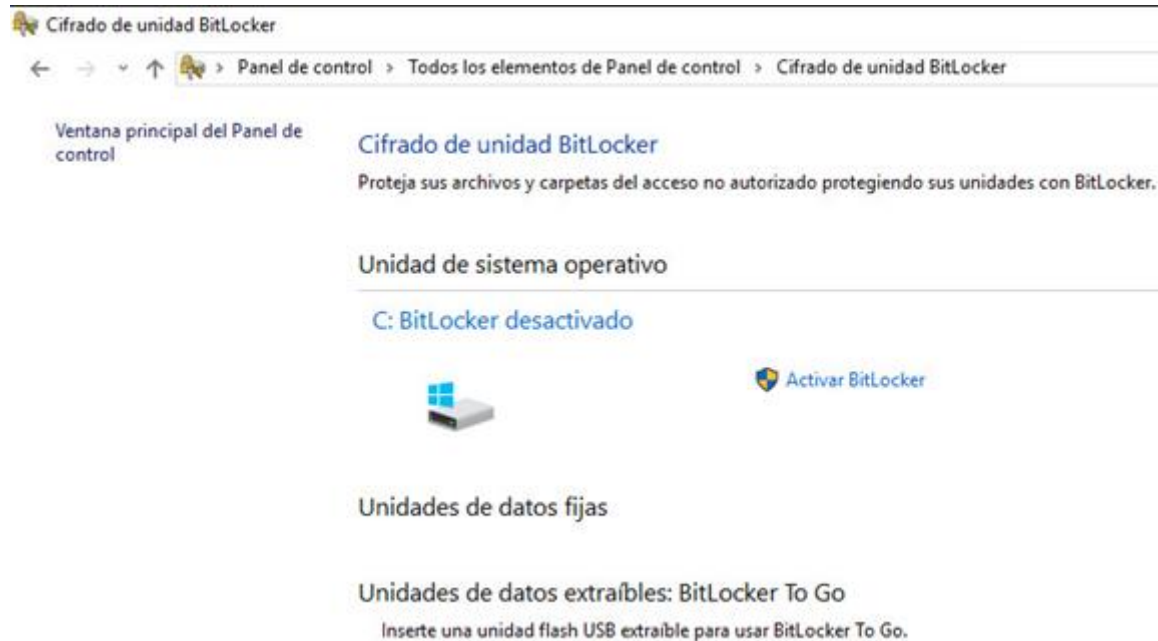 Cifrado de unidad BitLocker
Panel de control > Todos los elementos de Panel de control > Cifrado de unidad BitLocker
Ventana principal del Panel de
control
Cifrado de unidad BitLocker
Proteja sus archivos y carpetas del acceso no autorizado protegiendo sus unidades con BitLocker.
Unidad de sistema operativo
C: BitLocker desactivado
Activar BitLocker
Unidades de datos fijas
Unidades de datos extraíbles: BitLocker To Go
Inserte una unidad flash USB extraíble para usar BitLocker To Go.